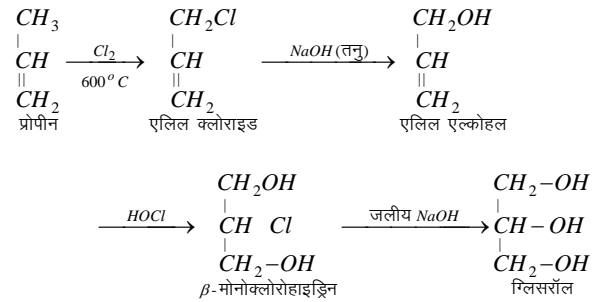 CH₃ CH₂Cl CH₂OH
| | |
CH Cl₂ CH NaOH (तनु) CH
|| 600° C || ||
CH₂ CH₂ CH₂
प्रोपीन एलिल क्लोराइड एलिल एल्कोहल
CH₂OH CH₂–OH
HOCl | जलीय NaOH |
CH Cl CH – OH
| |
CH₂–OH CH₂–OH
β- मोनोक्लोरोहाइड्रिन ग्लिसरॉल